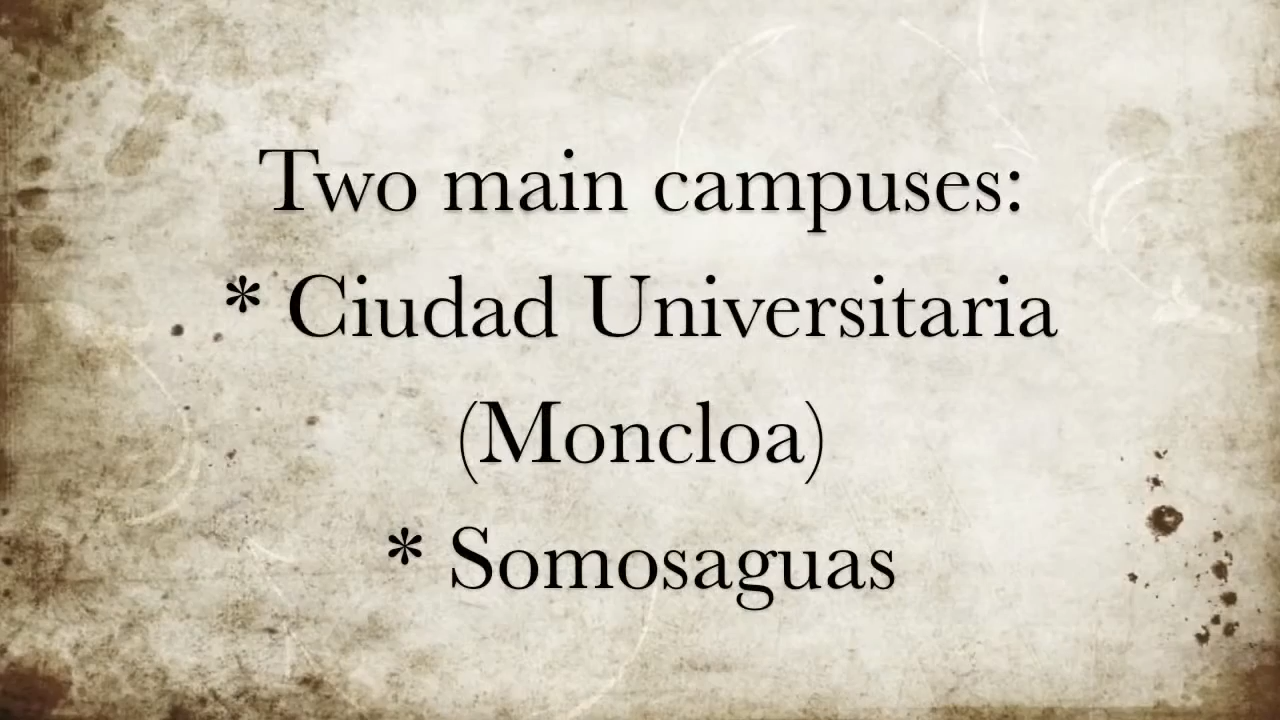 Two main campuses:
* Ciudad Universitaria
(Moncloa)
* Somosaguas